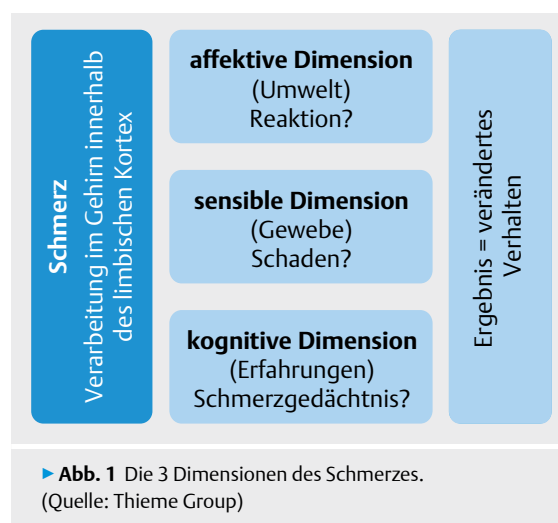 Schmerz
Verarbeitung im Gehirn innerhalb
des limbischen Kortex
affektive Dimension
(Umwelt)
Reaktion?
sensible Dimension
(Gewebe)
Schaden?
kognitive Dimension
(Erfahrungen)
Schmerzgedächtnis?
Ergebnis = verändertes
Verhalten
▶ Abb. 1 Die 3 Dimensionen des Schmerzes.
(Quelle: Thieme Group)